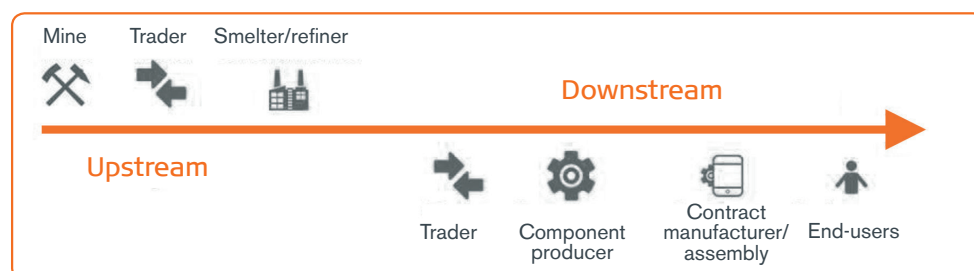 Mine Trader Smelter/refiner
Downstream
Upstream
Trader
Component
producer
Contract
manufacturer/
assembly
End-users